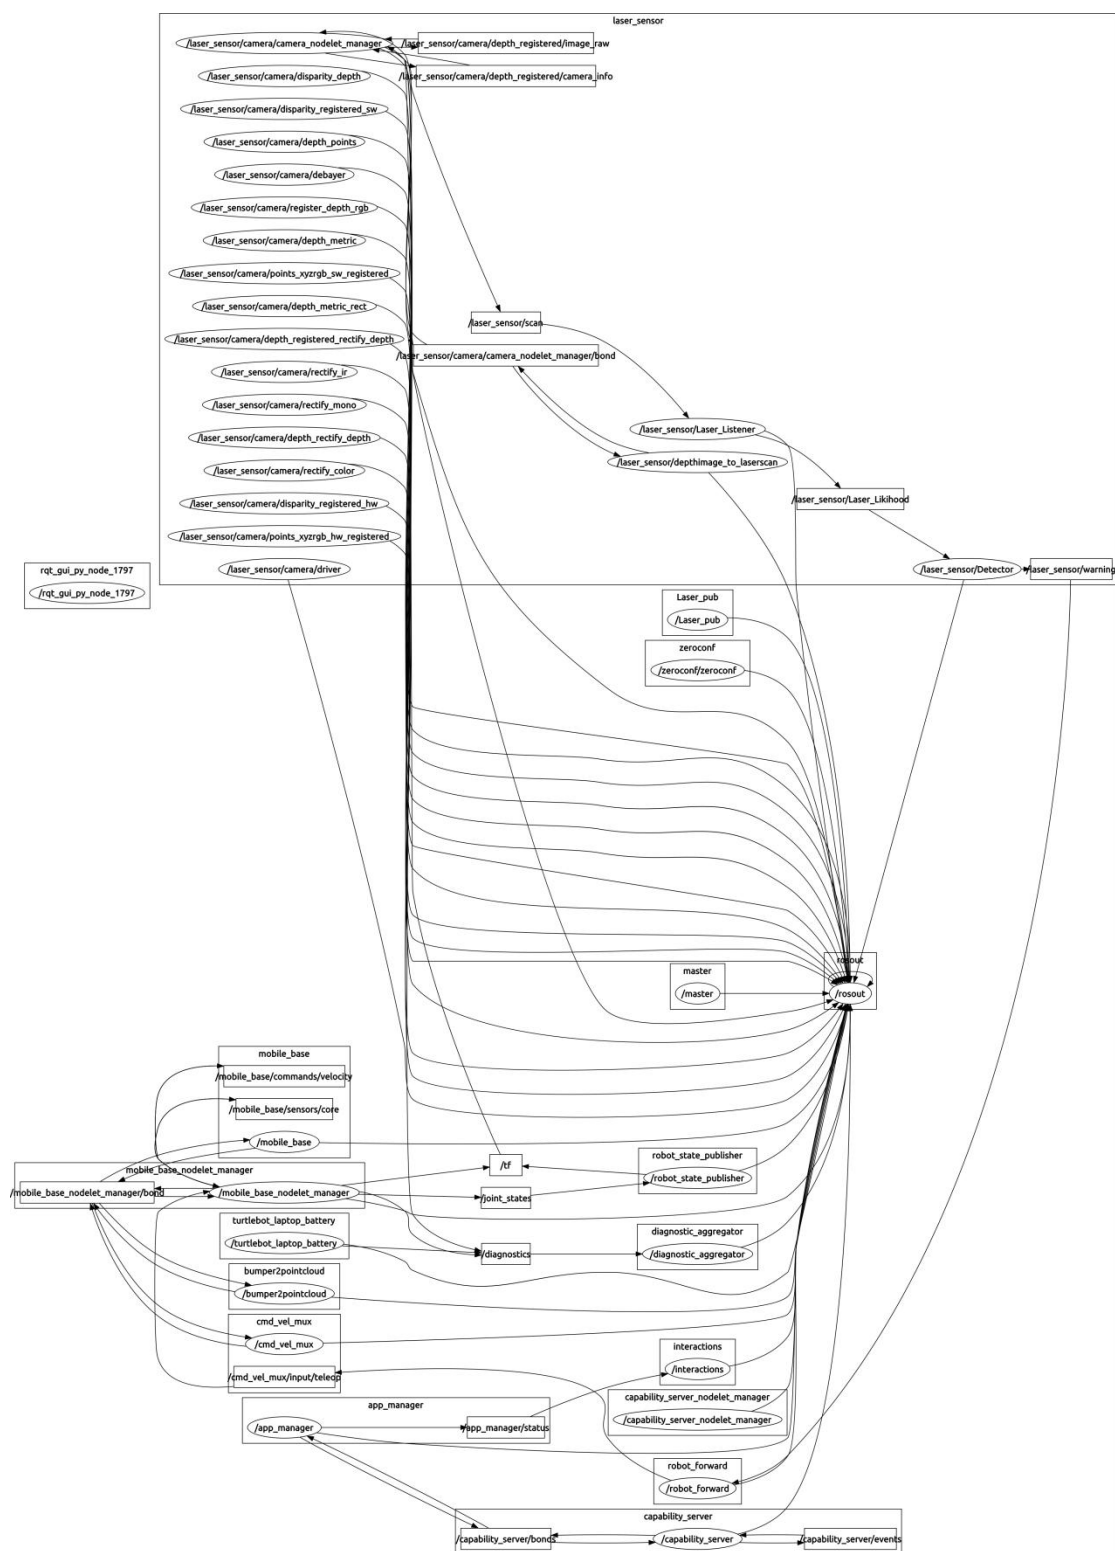 laser_sensor
/laser_sensor/camera/camera_nodelet_manager
/laser_sensor/camera/depth_registered/image_raw
/laser_sensor/camera/depth_registered/camera_info
/laser_sensor/camera/disparity_depth
/laser_sensor/camera/disparity_registered_sw
/laser_sensor/camera/depth_points
/laser_sensor/camera/debayer
/laser_sensor/camera/register_depth_rgb
/laser_sensor/camera/depth_metric
/laser_sensor/camera/points_xyzrgb_sw_registered
/laser_sensor/camera/depth_metric_rect
/laser_sensor/scan
/laser_sensor/camera/depth_registered_rectify_depth
/laser_sensor/camera/camera_nodelet_manager/bond
/laser_sensor/camera/rectify_ir
/laser_sensor/camera/rectify_mono
/laser_sensor/Laser_Listener
/laser_sensor/camera/depth_rectify_depth
/laser_sensor/depthimage_to_laserscan
/laser_sensor/camera/rectify_color
/laser_sensor/camera/disparity_registered_hw
/laser_sensor/Laser_Likihood
/laser_sensor/camera/points_xyzrgb_hw_registered
/laser_sensor/camera/driver
/laser_sensor/Detector
/laser_sensor/warning
rqt_gui_py_node_1797
/rqt_gui_py_node_1797
Laser_pub
/Laser_pub
zeroconf
/zeroconf/zeroconf
rosout
/rosout
master
/master
mobile_base
/mobile_base/commands/velocity
/mobile_base/sensors/core
/mobile_base
mobile_base_nodelet_manager
/mobile_base_nodelet_manager/bond
/mobile_base_nodelet_manager
/tf
/joint_states
robot_state_publisher
/robot_state_publisher
turtlebot_laptop_battery
/turtlebot_laptop_battery
/diagnostics
diagnostic_aggregator
/diagnostic_aggregator
bumper2pointcloud
/bumper2pointcloud
cmd_vel_mux
/cmd_vel_mux
/cmd_vel_mux/input/teleop
interactions
/interactions
capability_server_nodelet_manager
/capability_server_nodelet_manager
app_manager
/app_manager
/app_manager/status
robot_forward
/robot_forward
capability_server
/capability_server/bonds
/capability_server
/capability_server/events